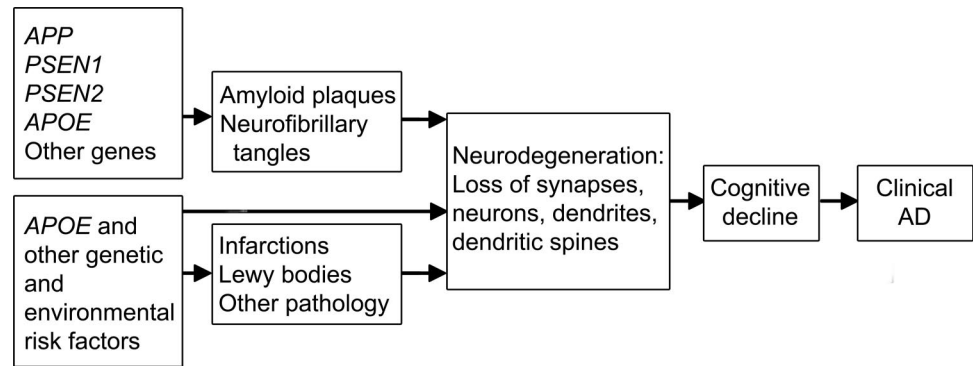 APP
PSEN1
PSEN2
APOE
Other genes
Amyloid plaques
Neurofibrillary
tangles
APOE and
other genetic
and
environmental
risk factors
Infarctions
Lewy bodies
Other pathology
Neurodegeneration:
Loss of synapses,
neurons, dendrites,
dendritic spines
Cognitive
decline
Clinical
AD